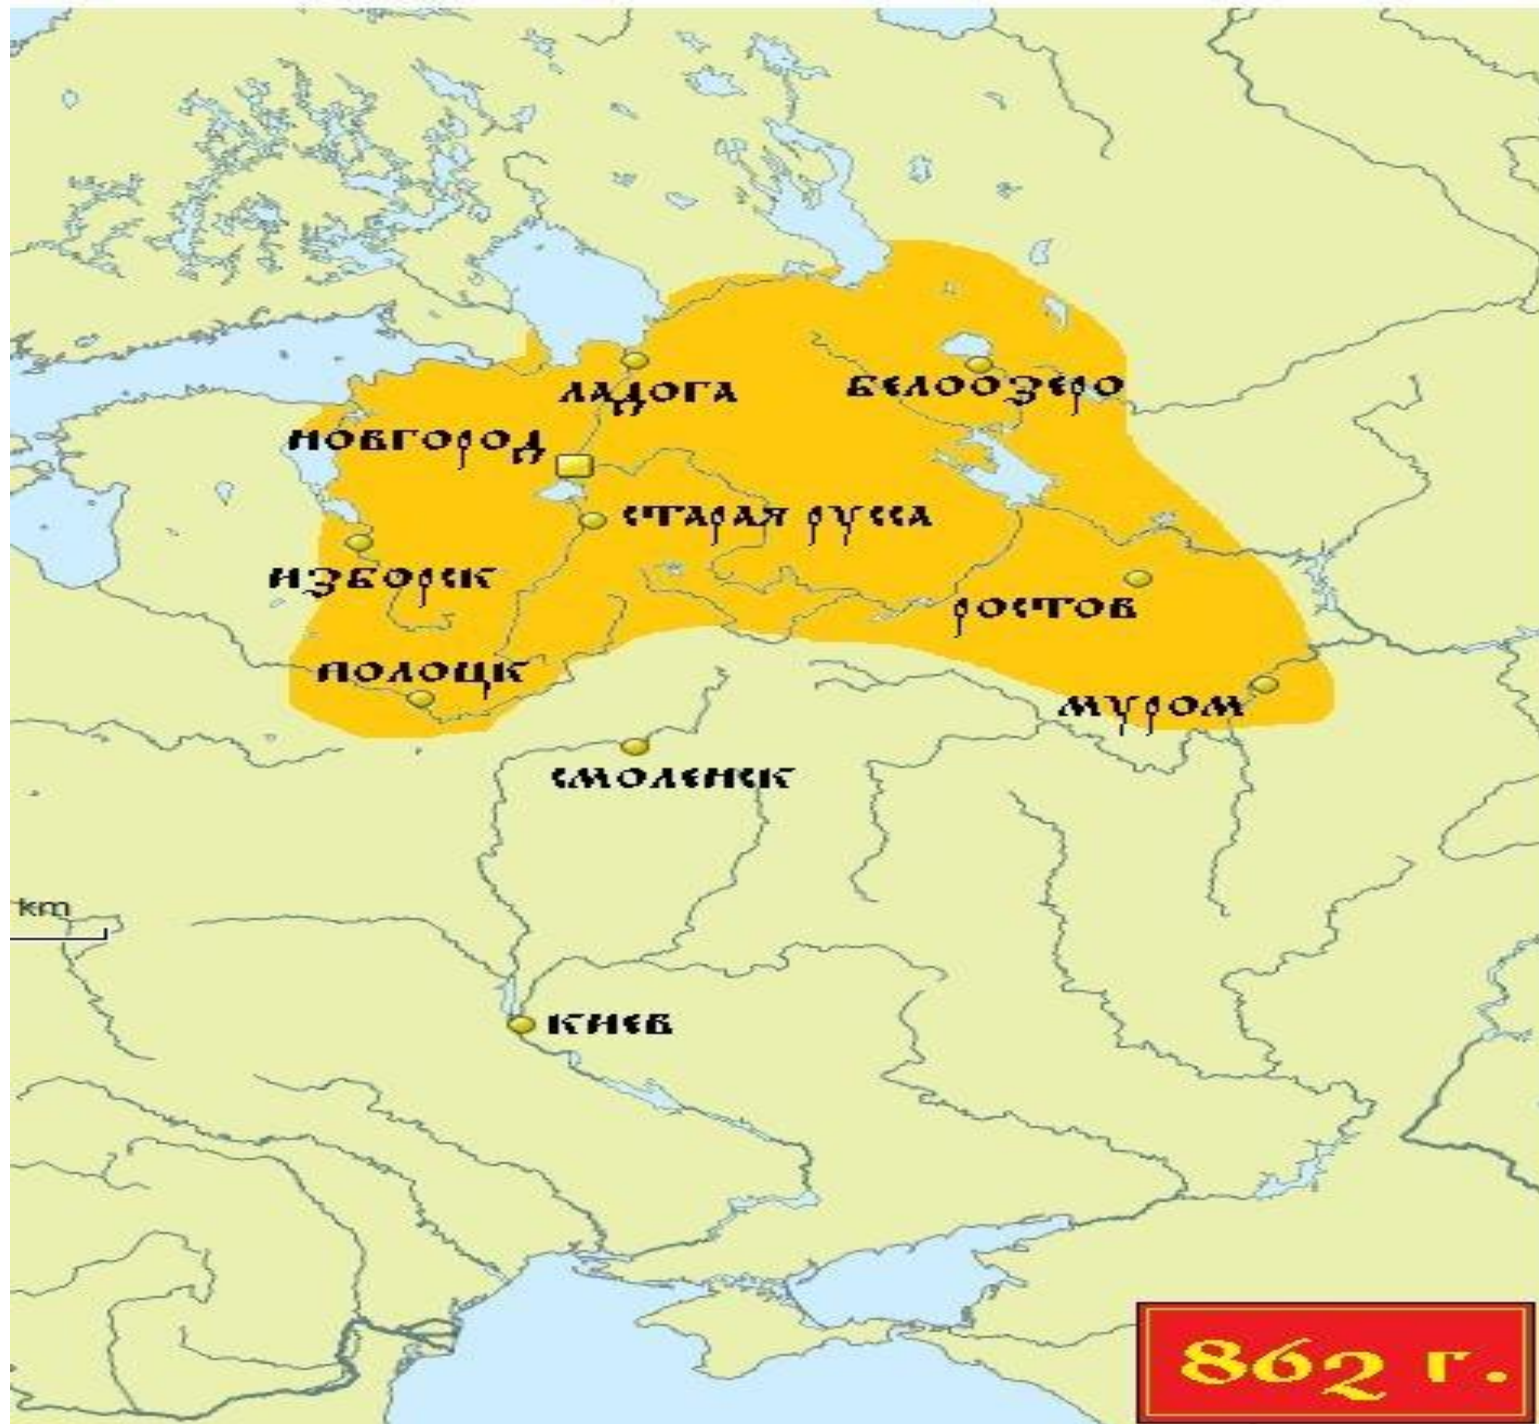 ЛАДОГА
БЕЛООЗЕРО
НОВГОРОД
СТАРАЯ РУССА
ИЗБОРСК
РОСТОВ
ПОЛОЦК
МУРОМ
СМОЛЕНСК
km
КИЕВ
862 г.